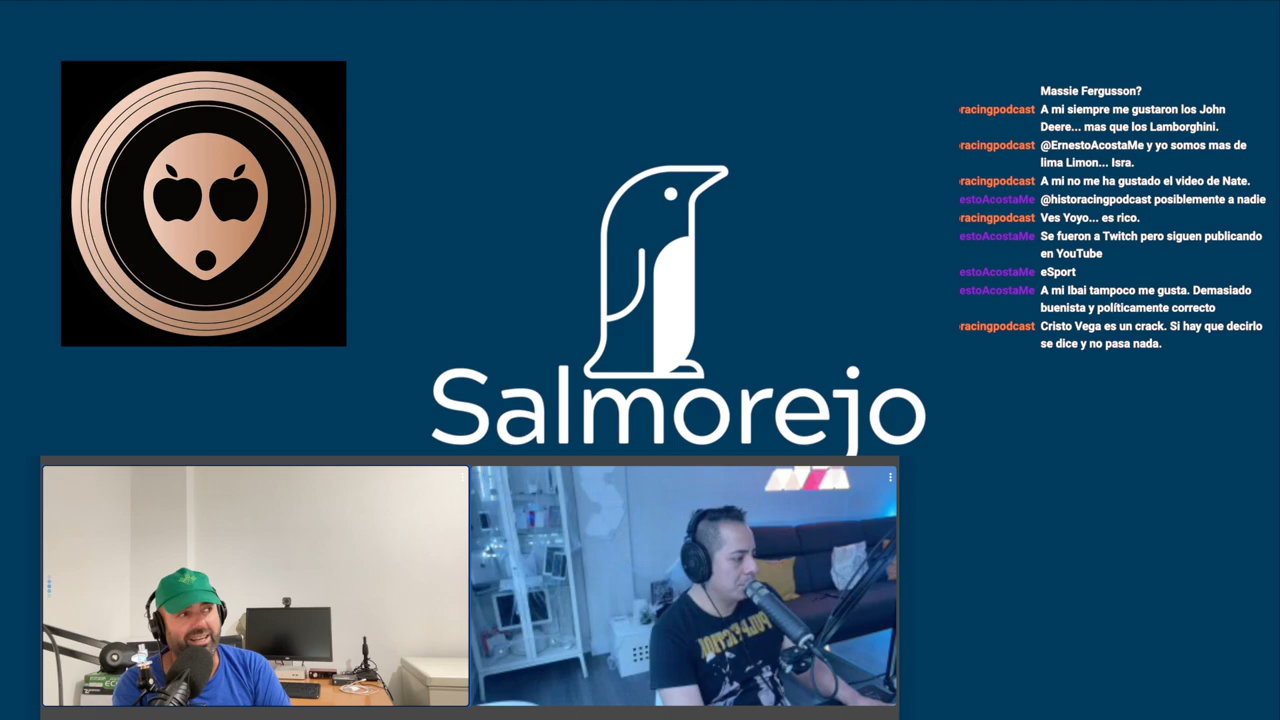 Massie Fergusson?
racingpodcast A mi siempre me gustaron los John
Deere... mas que los Lamborghini.
racingpodcast @ErnestoAcostaMe y yo somos mas de
lima Limon... Isra.
racingpodcast A mi no me ha gustado el video de Nate.
estoAcostaMe @historacingpodcast posiblemente a nadie
racingpodcast Ves Yoyo... es rico.
estoAcostaMe Se fueron a Twitch pero siguen publicando
en YouTube
estoAcostaMe eSport
estoAcostaMe A mi Ibai tampoco me gusta. Demasiado
buenista y políticamente correcto
racingpodcast Cristo Vega es un crack. Si hay que decirlo
se dice y no pasa nada.
Salmorejo
PULP FICTION